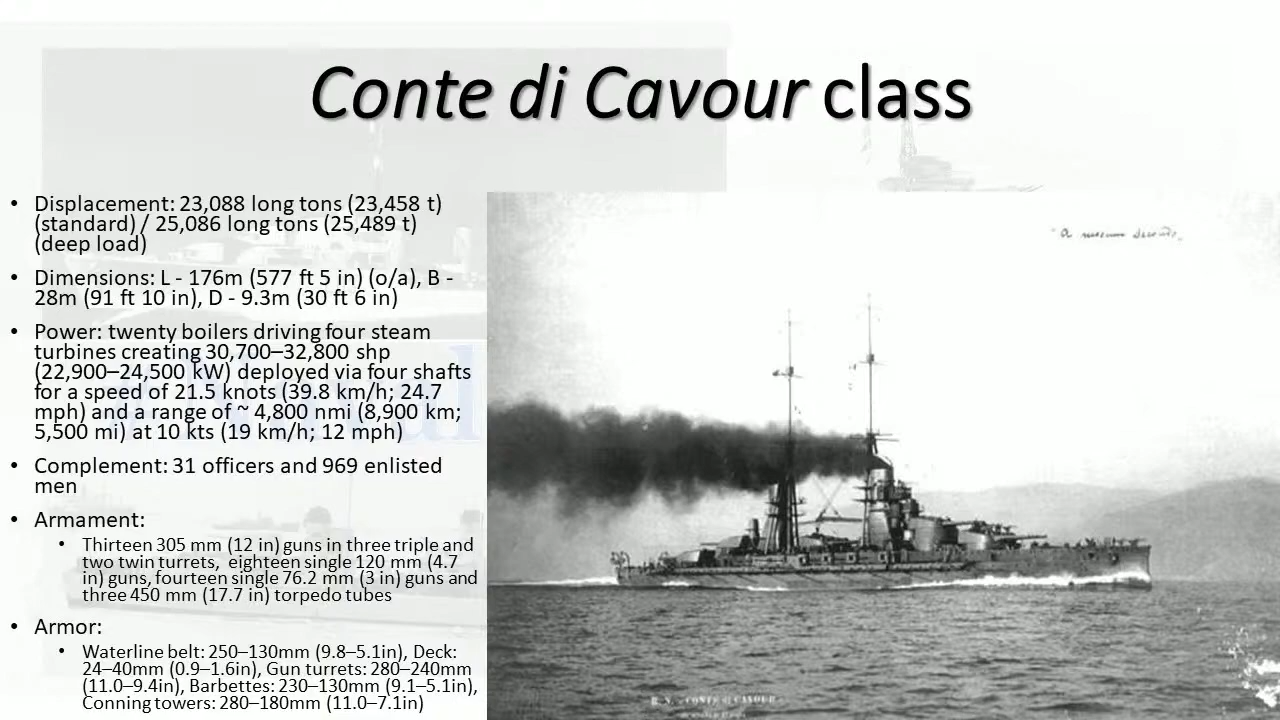 Conte di Cavour class
• Displacement: 23,088 long tons (23,458 t)
(standard) / 25,086 long tons (25,489 t)
(deep load)
• Dimensions: L - 176m (577 ft 5 in) (o/a), B -
28m (91 ft 10 in), D - 9.3m (30 ft 6 in)
• Power: twenty boilers driving four steam
turbines creating 30,700–32,800 shp
(22,900–24,500 kW) deployed via four shafts
for a speed of 21.5 knots (39.8 km/h; 24.7
mph) and a range of ~ 4,800 nmi (8,900 km;
5,500 mi) at 10 kts (19 km/h; 12 mph)
• Complement: 31 officers and 969 enlisted
men
• Armament:
• Thirteen 305 mm (12 in) guns in three triple and
two twin turrets,  eighteen single 120 mm (4.7
in) guns, fourteen single 76.2 mm (3 in) guns and
three 450 mm (17.7 in) torpedo tubes
• Armor:
• Waterline belt: 250–130mm (9.8–5.1in), Deck:
24–40mm (0.9–1.6in), Gun turrets: 280–240mm
(11.0–9.4in), Barbettes: 230–130mm (9.1–5.1in),
Conning towers: 280–180mm (11.0–7.1in)
R. N. "CONTE di CAVOUR"